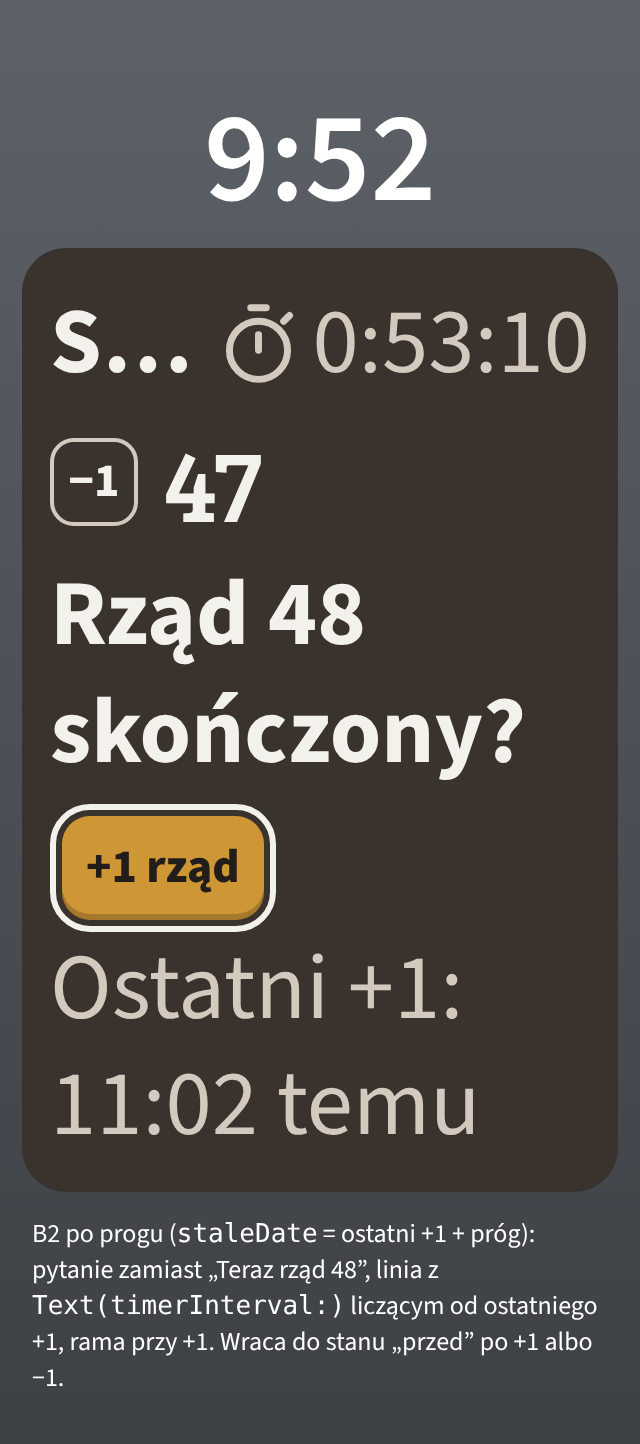 9:52
S… 0:53:10
−1 47
Rząd 48
skończony?
+1 rząd
Ostatni +1:
11:02 temu
B2 po progu (staleDate = ostatni +1 + próg):
pytanie zamiast „Teraz rząd 48”, linia z
Text(timerInterval:) liczącym od ostatniego
+1, rama przy +1. Wraca do stanu „przed” po +1 albo
−1.